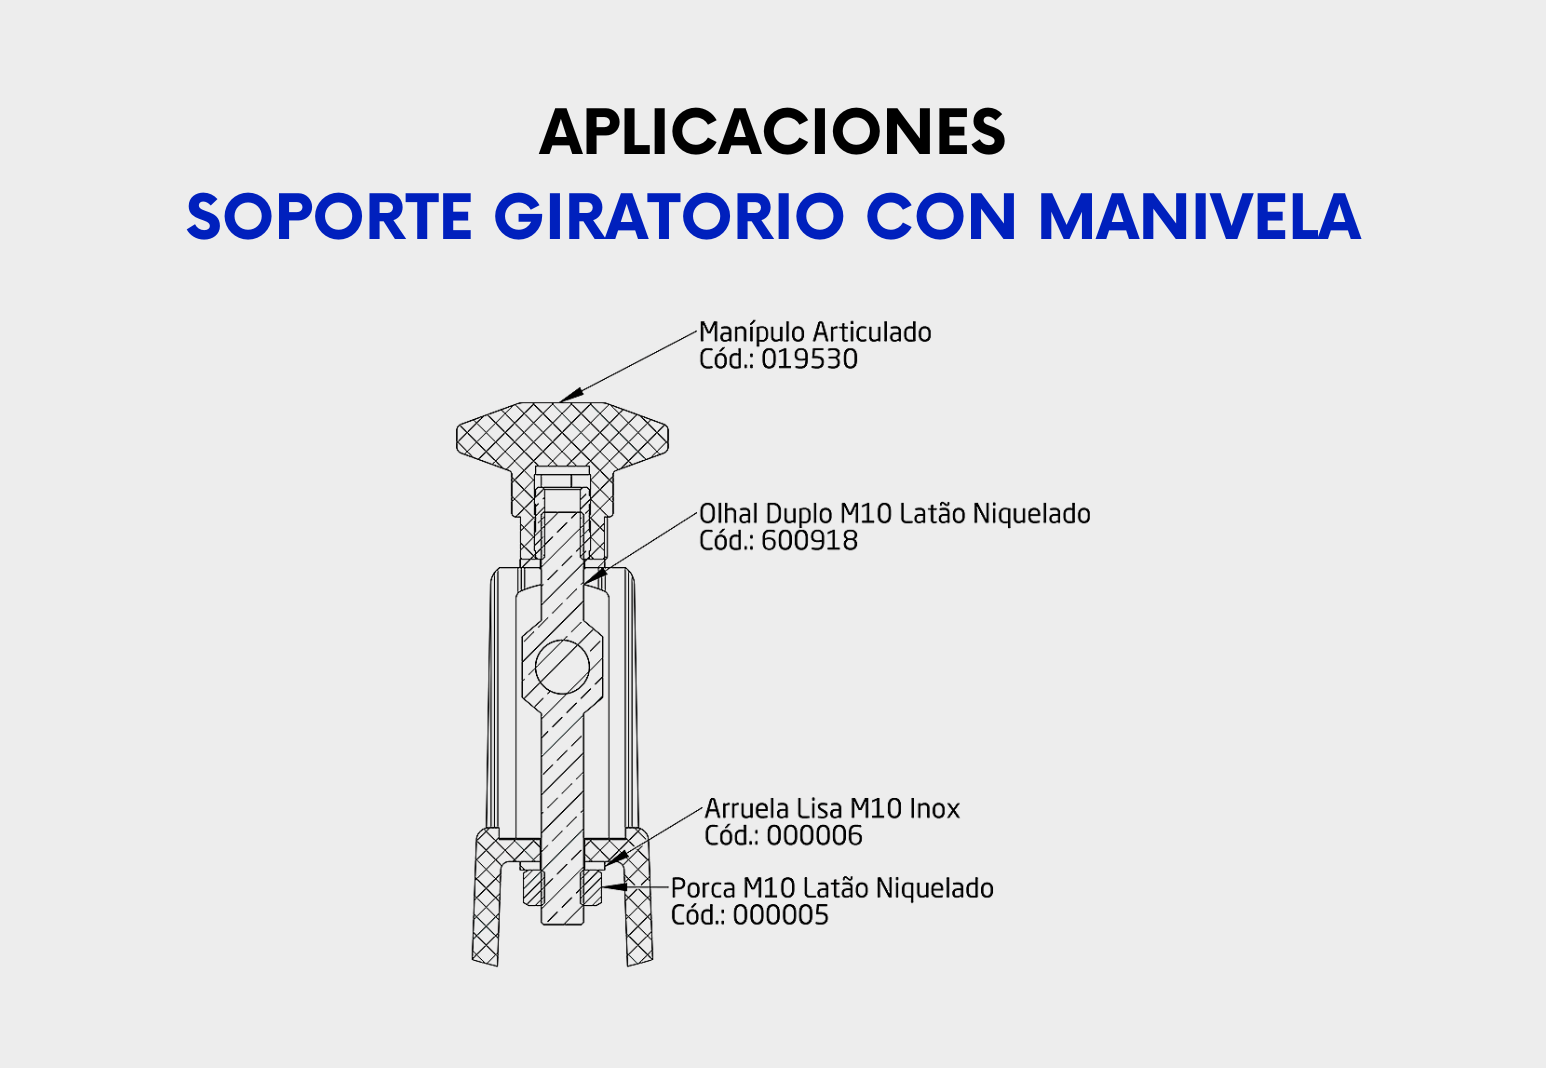 APLICACIONES
SOPORTE GIRATORIO CON MANIVELA
Manípulo Articulado
Cód.: 019530
Olhal Duplo M10 Latão Niquelado
Cód.: 600918
Arruela Lisa M10 Inox
Cód.: 000006
Porca M10 Latão Niquelado
Cód.: 000005